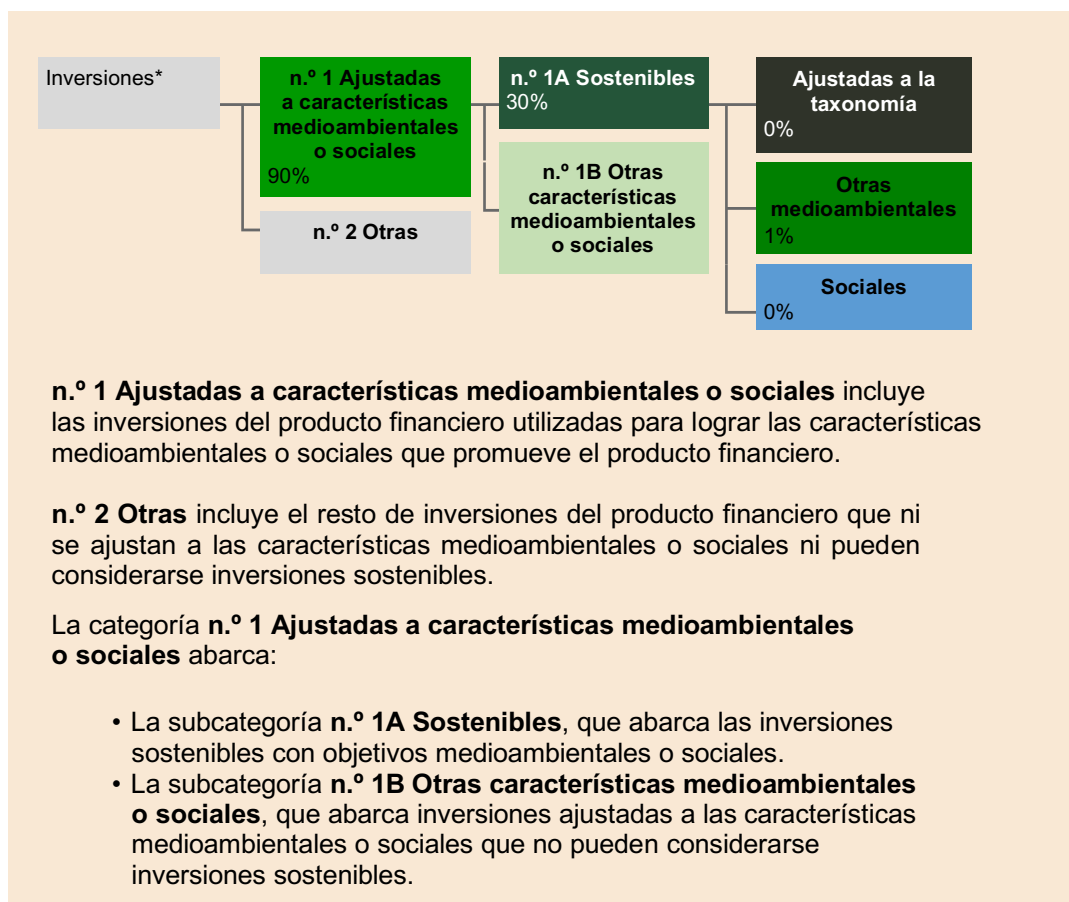 Inversiones*
n.º 1 Ajustadas
a características
medioambientales
o sociales
90%
n.º 2 Otras
n.º 1A Sostenibles
30%
n.º 1B Otras
características
medioambientales
o sociales
Ajustadas a la
taxonomía
0%
Otras
medioambientales
1%
Sociales
0%
n.º 1 Ajustadas a características medioambientales o sociales incluye
las inversiones del producto financiero utilizadas para lograr las características
medioambientales o sociales que promueve el producto financiero.
n.º 2 Otras incluye el resto de inversiones del producto financiero que ni
se ajustan a las características medioambientales o sociales ni pueden
considerarse inversiones sostenibles.
La categoría n.º 1 Ajustadas a características medioambientales
o sociales abarca:
• La subcategoría n.º 1A Sostenibles, que abarca las inversiones
sostenibles con objetivos medioambientales o sociales.
• La subcategoría n.º 1B Otras características medioambientales
o sociales, que abarca inversiones ajustadas a las características
medioambientales o sociales que no pueden considerarse
inversiones sostenibles.